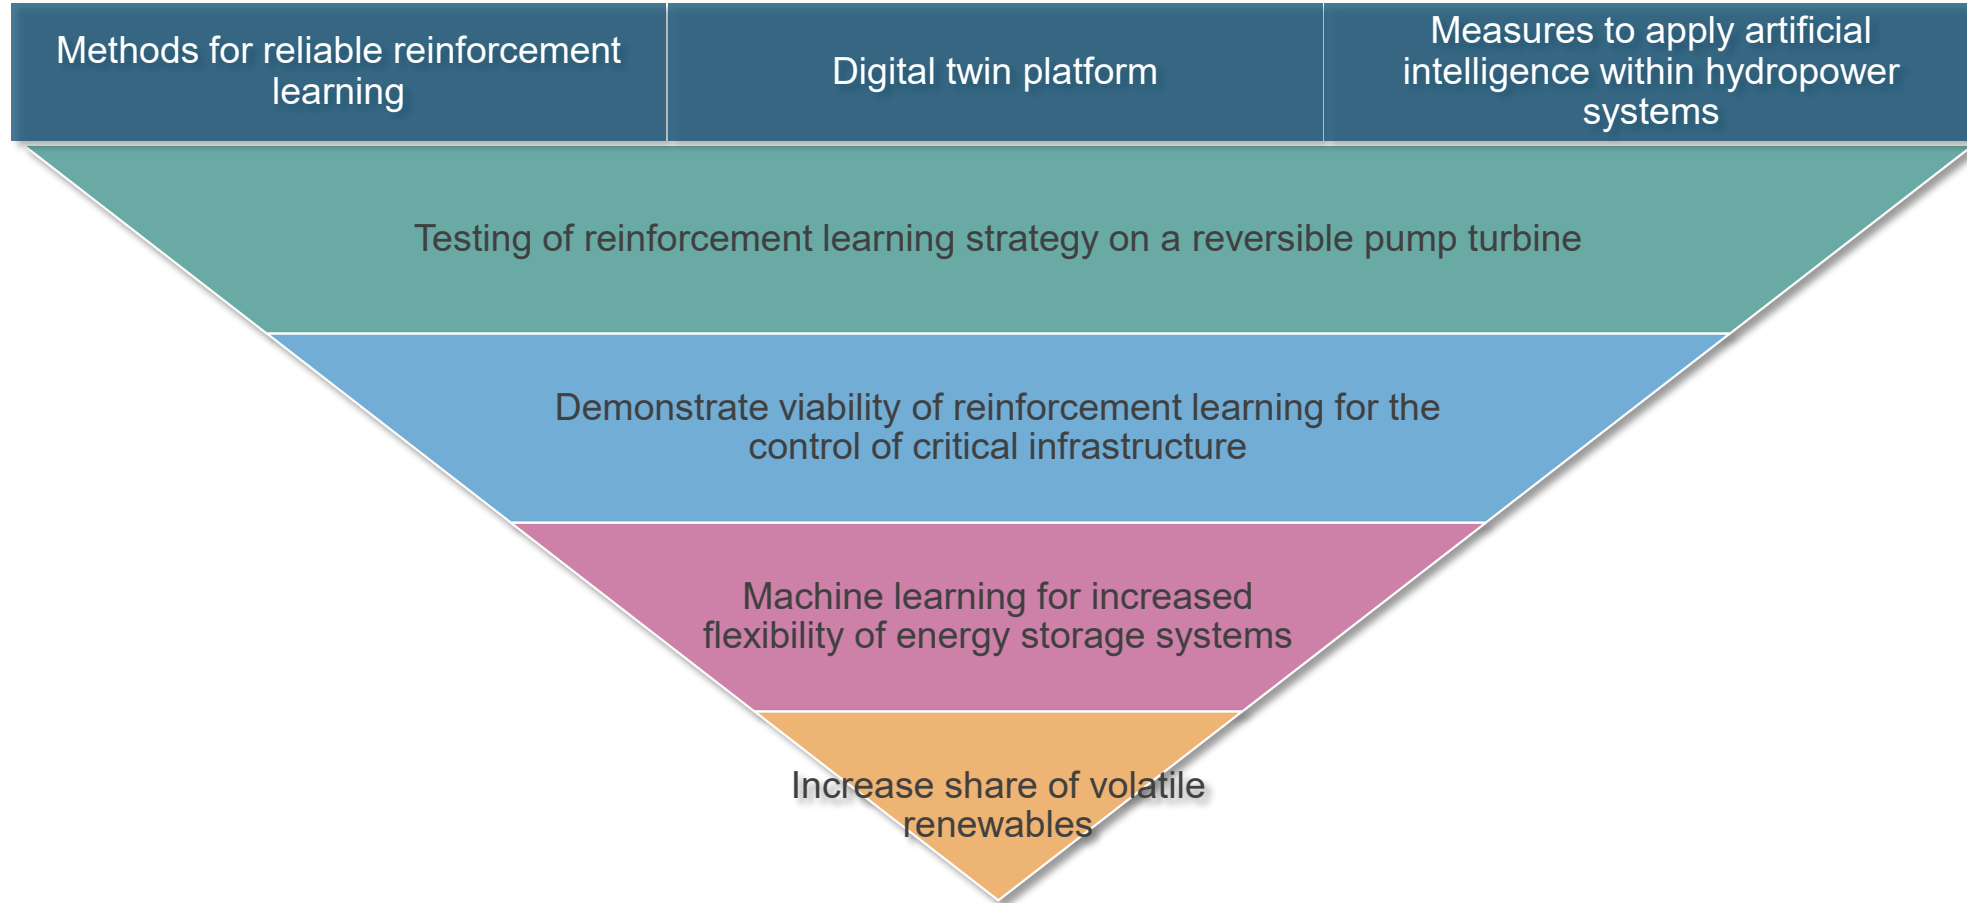 Methods for reliable reinforcement
learning
Digital twin platform
Measures to apply artificial
intelligence within hydropower
systems
Testing of reinforcement learning strategy on a reversible pump turbine
Demonstrate viability of reinforcement learning for the
control of critical infrastructure
Machine learning for increased
flexibility of energy storage systems
Increase share of volatile
renewables